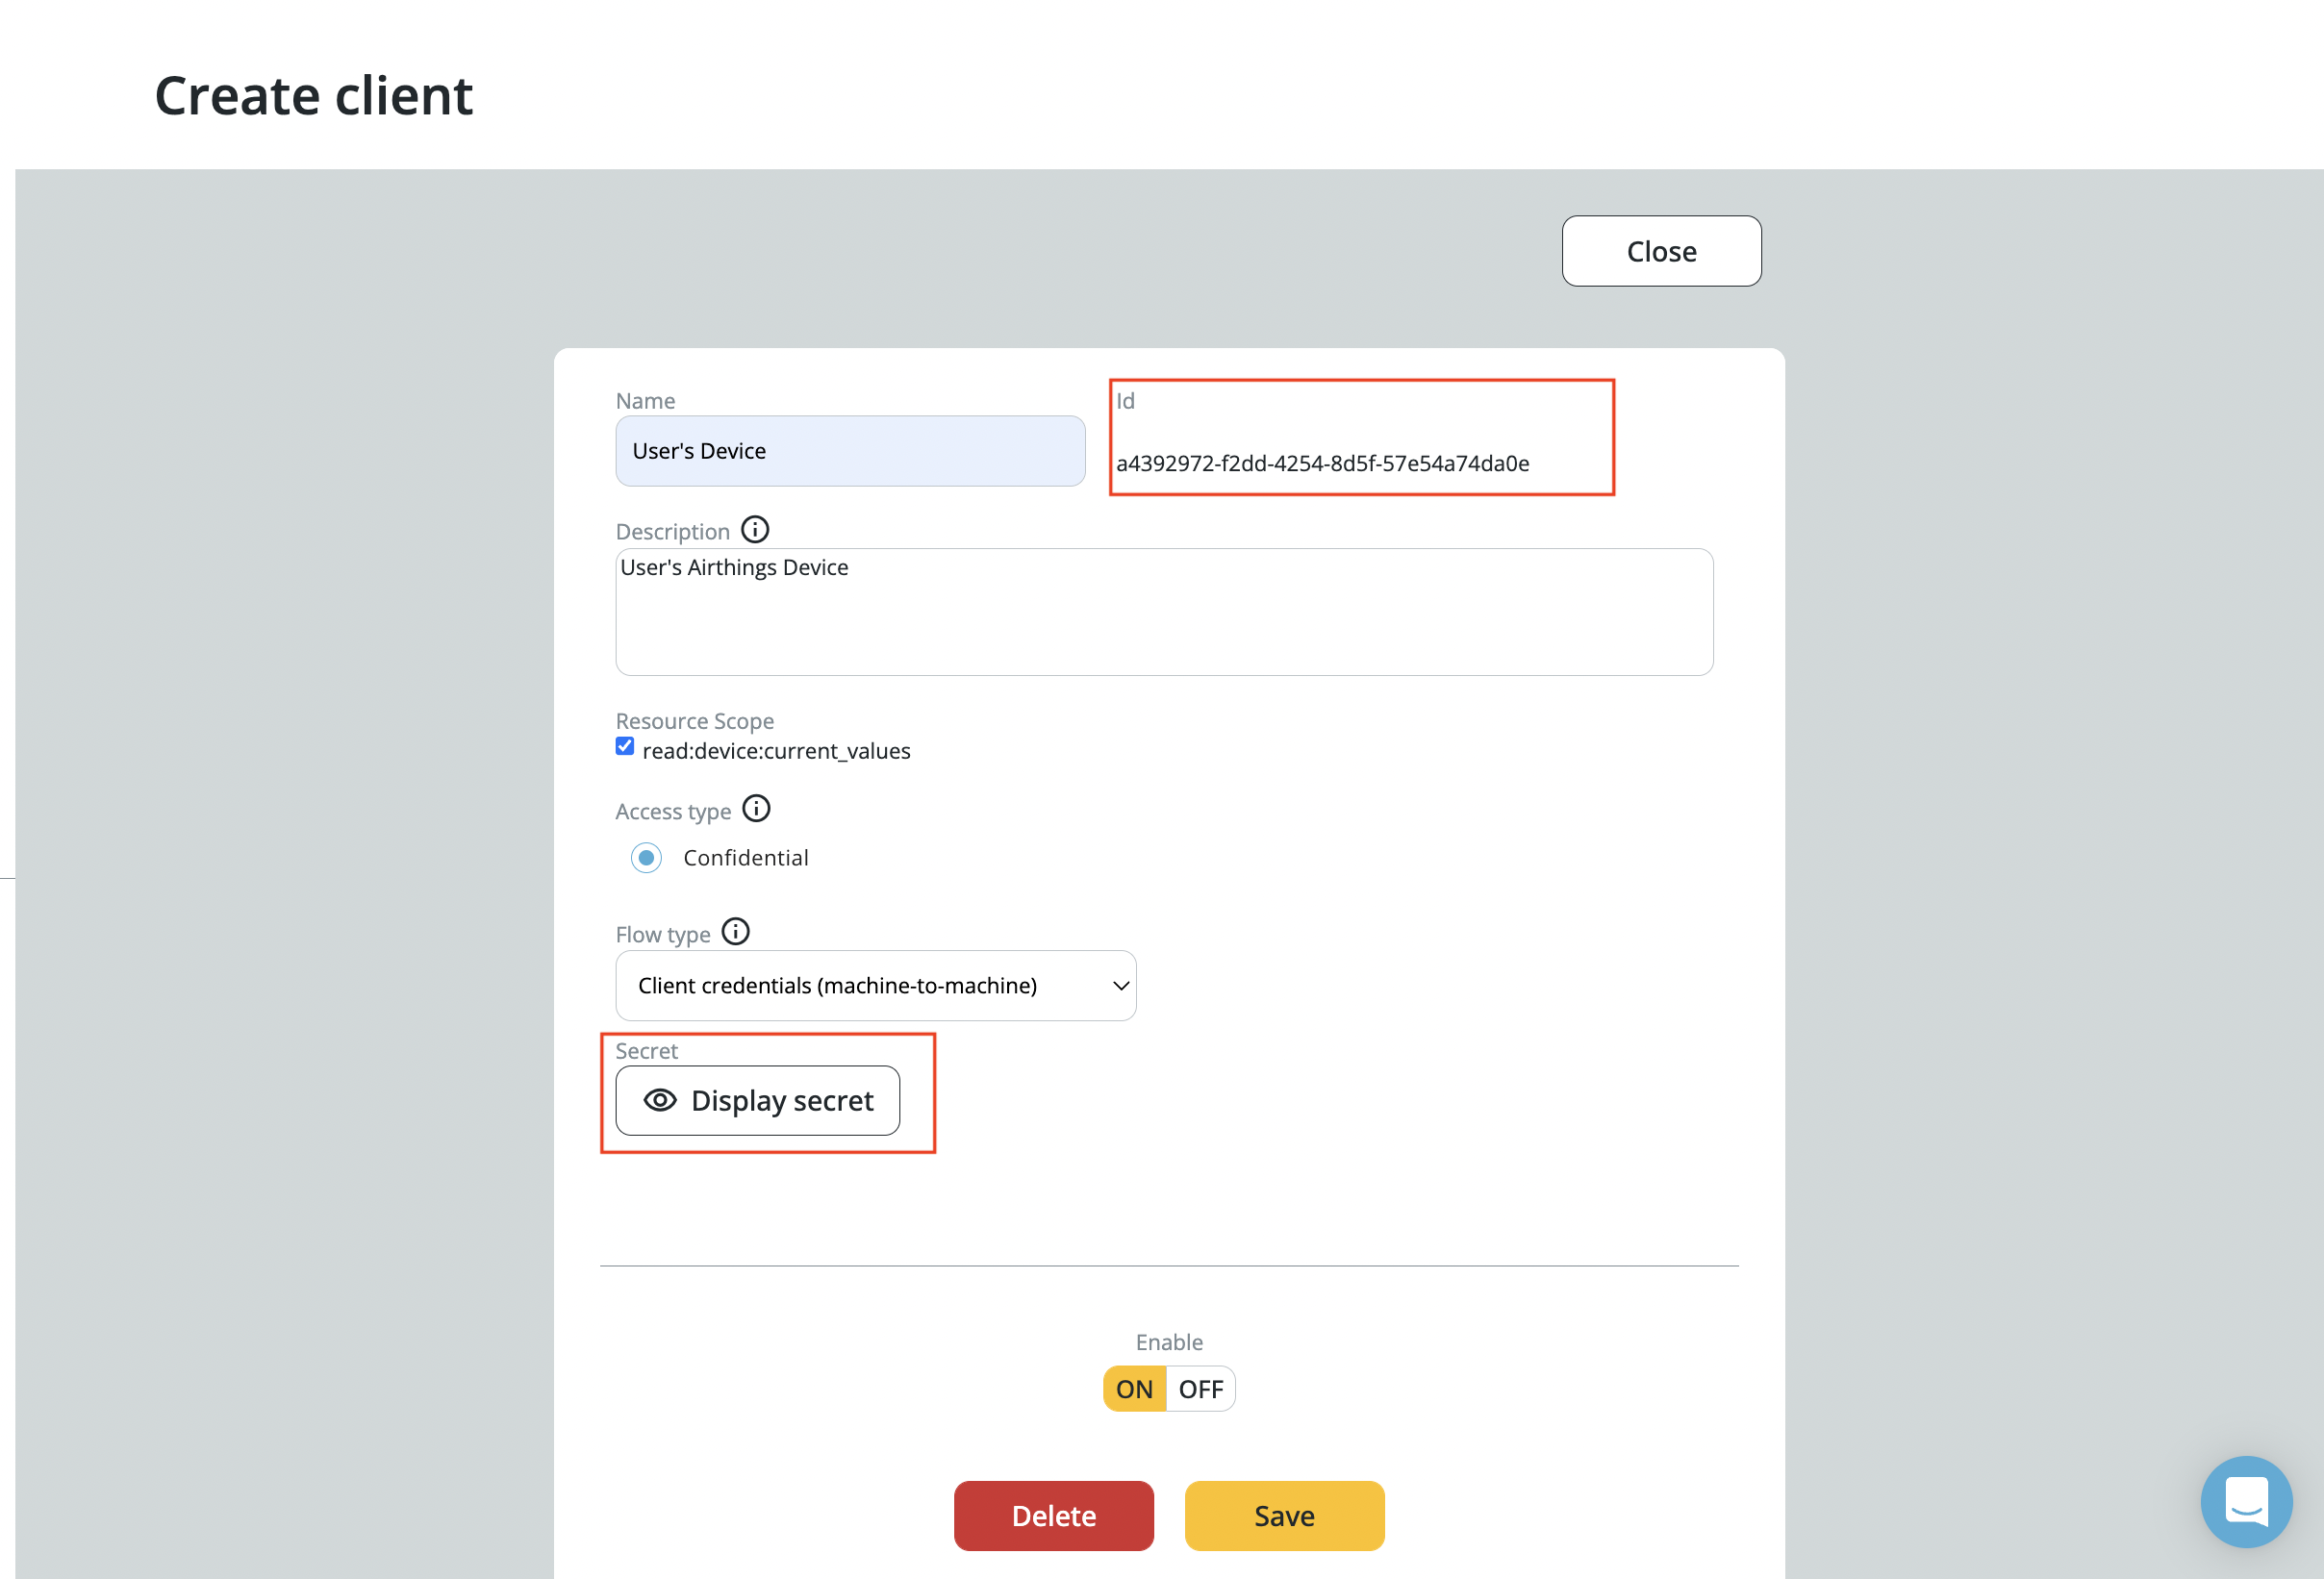 Create client
Close
Name
Id
User's Device
a4392972-f2dd-4254-8d5f-57e54a74da0e
Description
User's Airthings Device
Resource Scope
read:device:current_values
Access type
Confidential
Flow type
Client credentials (machine-to-machine)
Secret
Display secret
Enable
ON OFF
Delete
Save